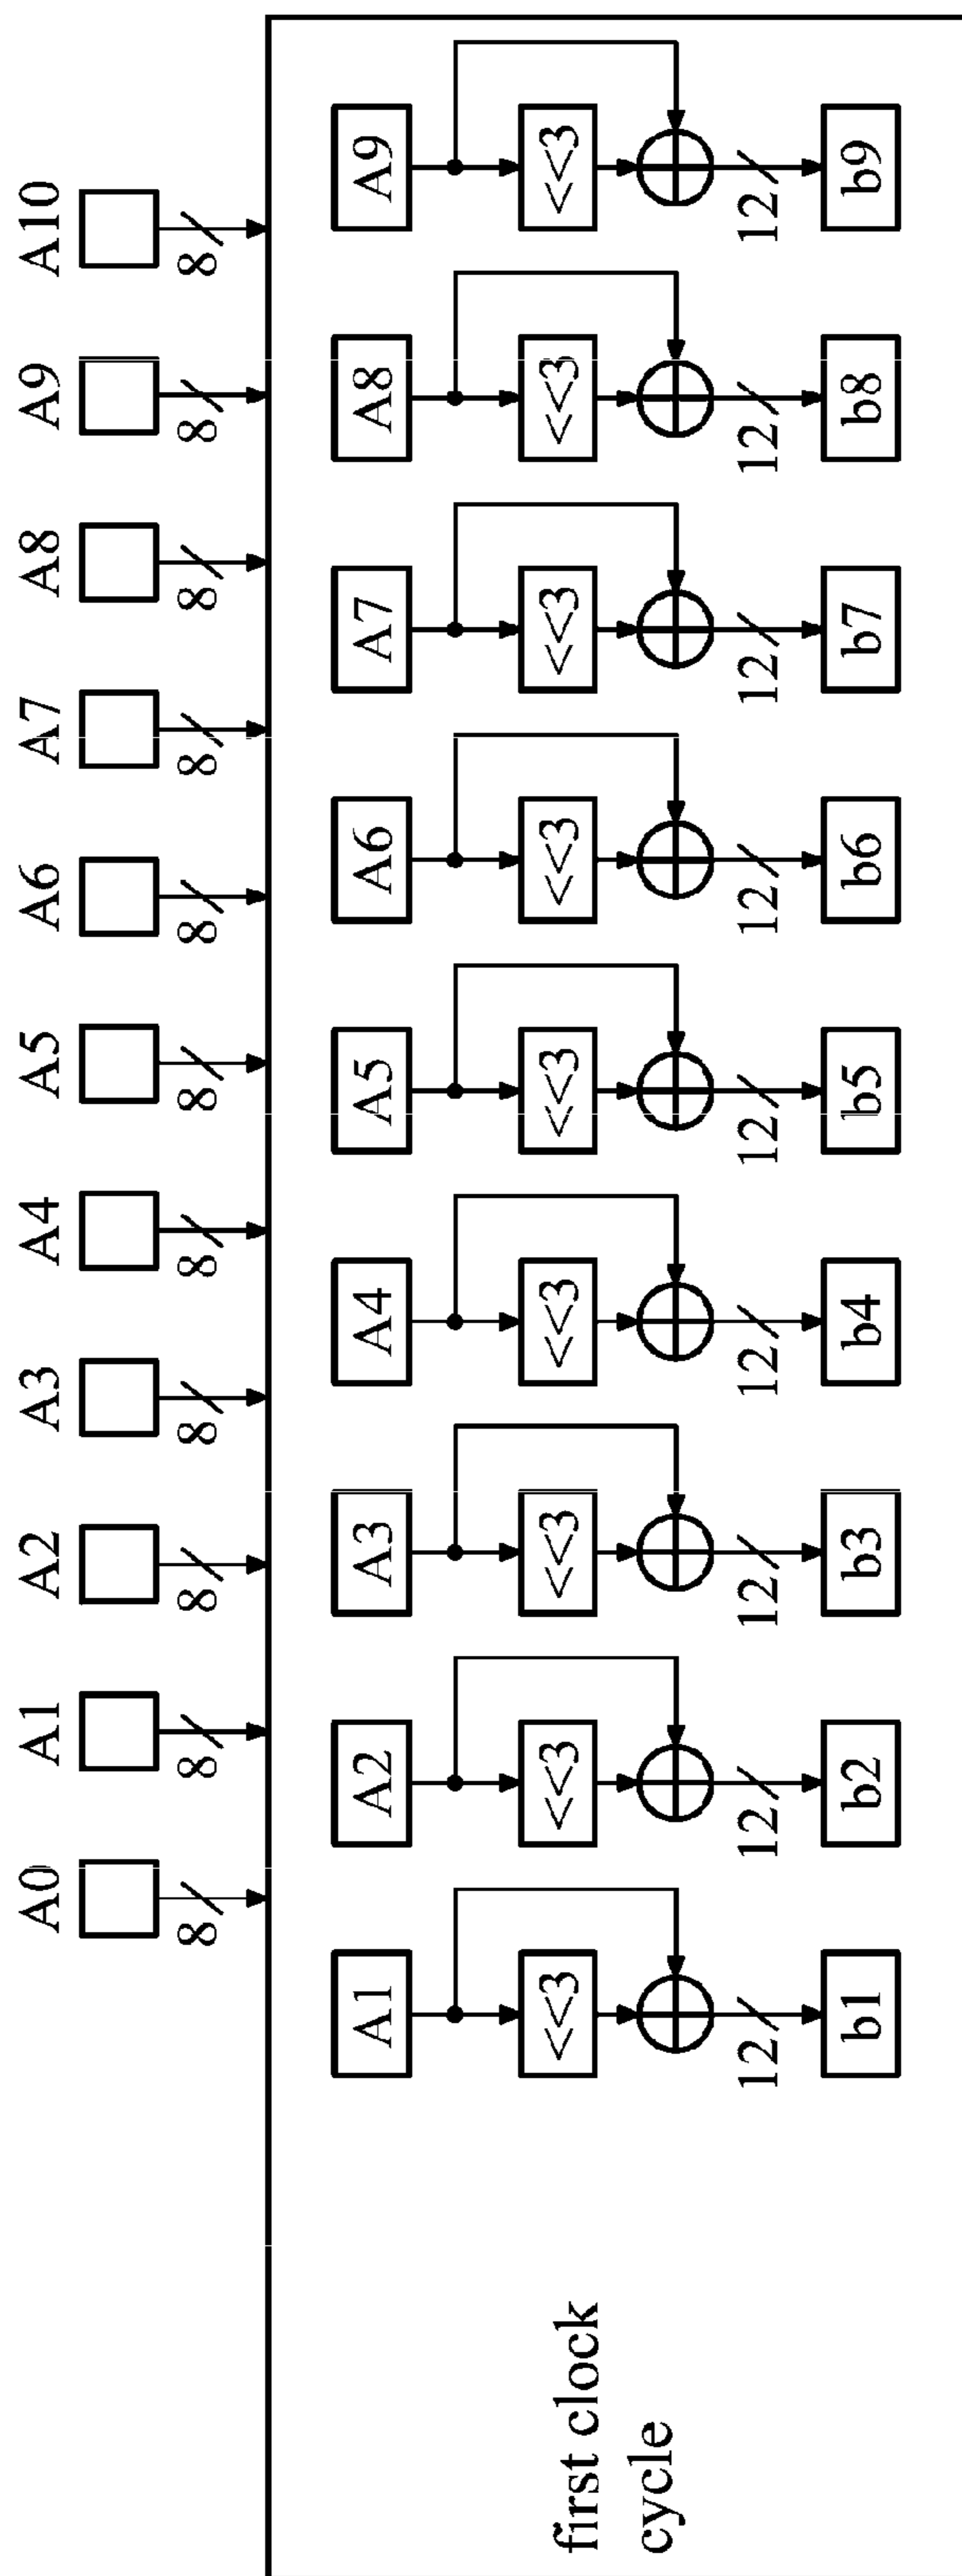 A0 A1 A2 A3 A4 A5 A6 A7 A8 A9 A10
8 8 8 8 8 8 8 8 8 8 8
A1 A2 A3 A4 A5 A6 A7 A8 A9
first clock
cycle
<<3 <<3 <<3 <<3 <<3 <<3 <<3 <<3 <<3
12 12 12 12 12 12 12 12 12
b1 b2 b3 b4 b5 b6 b7 b8 b9